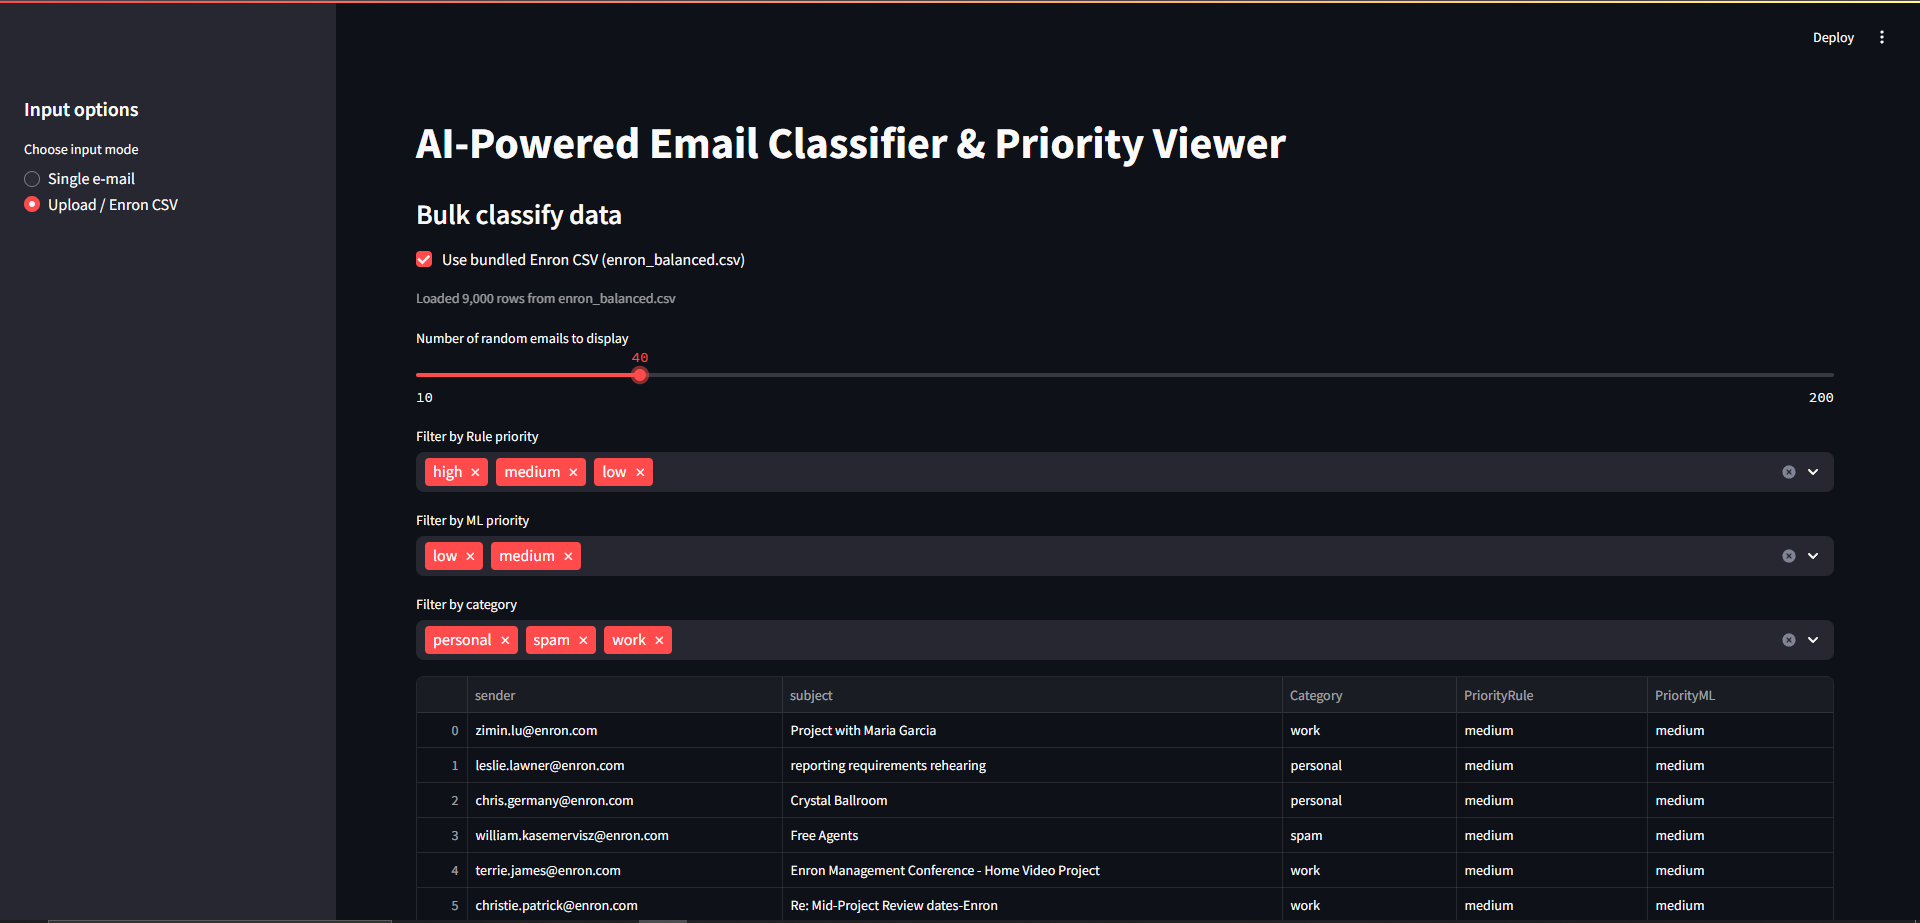 Deploy
Input options
Choose input mode
Single e-mail
Upload / Enron CSV
AI-Powered Email Classifier & Priority Viewer
Bulk classify data
Use bundled Enron CSV (enron_balanced.csv)
Loaded 9,000 rows from enron_balanced.csv
Number of random emails to display
40
10 200
Filter by Rule priority
high medium low
Filter by ML priority
low medium
Filter by category
personal spam work
sender subject Category PriorityRule PriorityML
0 zimin.lu@enron.com Project with Maria Garcia work medium medium
1 leslie.lawner@enron.com reporting requirements rehearing personal medium medium
2 chris.germany@enron.com Crystal Ballroom personal medium medium
3 william.kasemervisz@enron.com Free Agents spam medium medium
4 terrie.james@enron.com Enron Management Conference - Home Video Project work medium medium
5 christie.patrick@enron.com Re: Mid-Project Review dates-Enron work medium medium